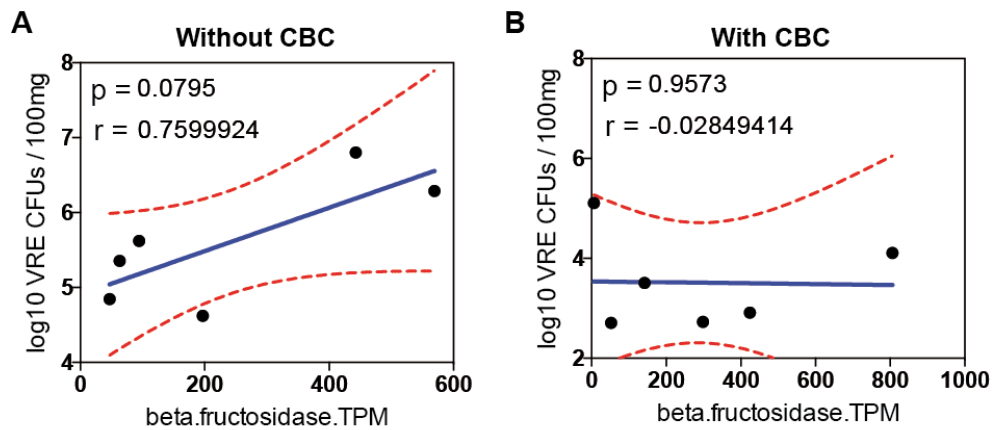 A
Without CBC
p = 0.0795
r = 0.7599924
log10 VRE CFUs / 100mg
8
7
6
5
4
0
200
400
600
beta.fructosidase.TPM
B
With CBC
p = 0.9573
r = -0.02849414
log10 VRE CFUs / 100mg
8
6
4
2
0
200
400
600
800
1000
beta.fructosidase.TPM